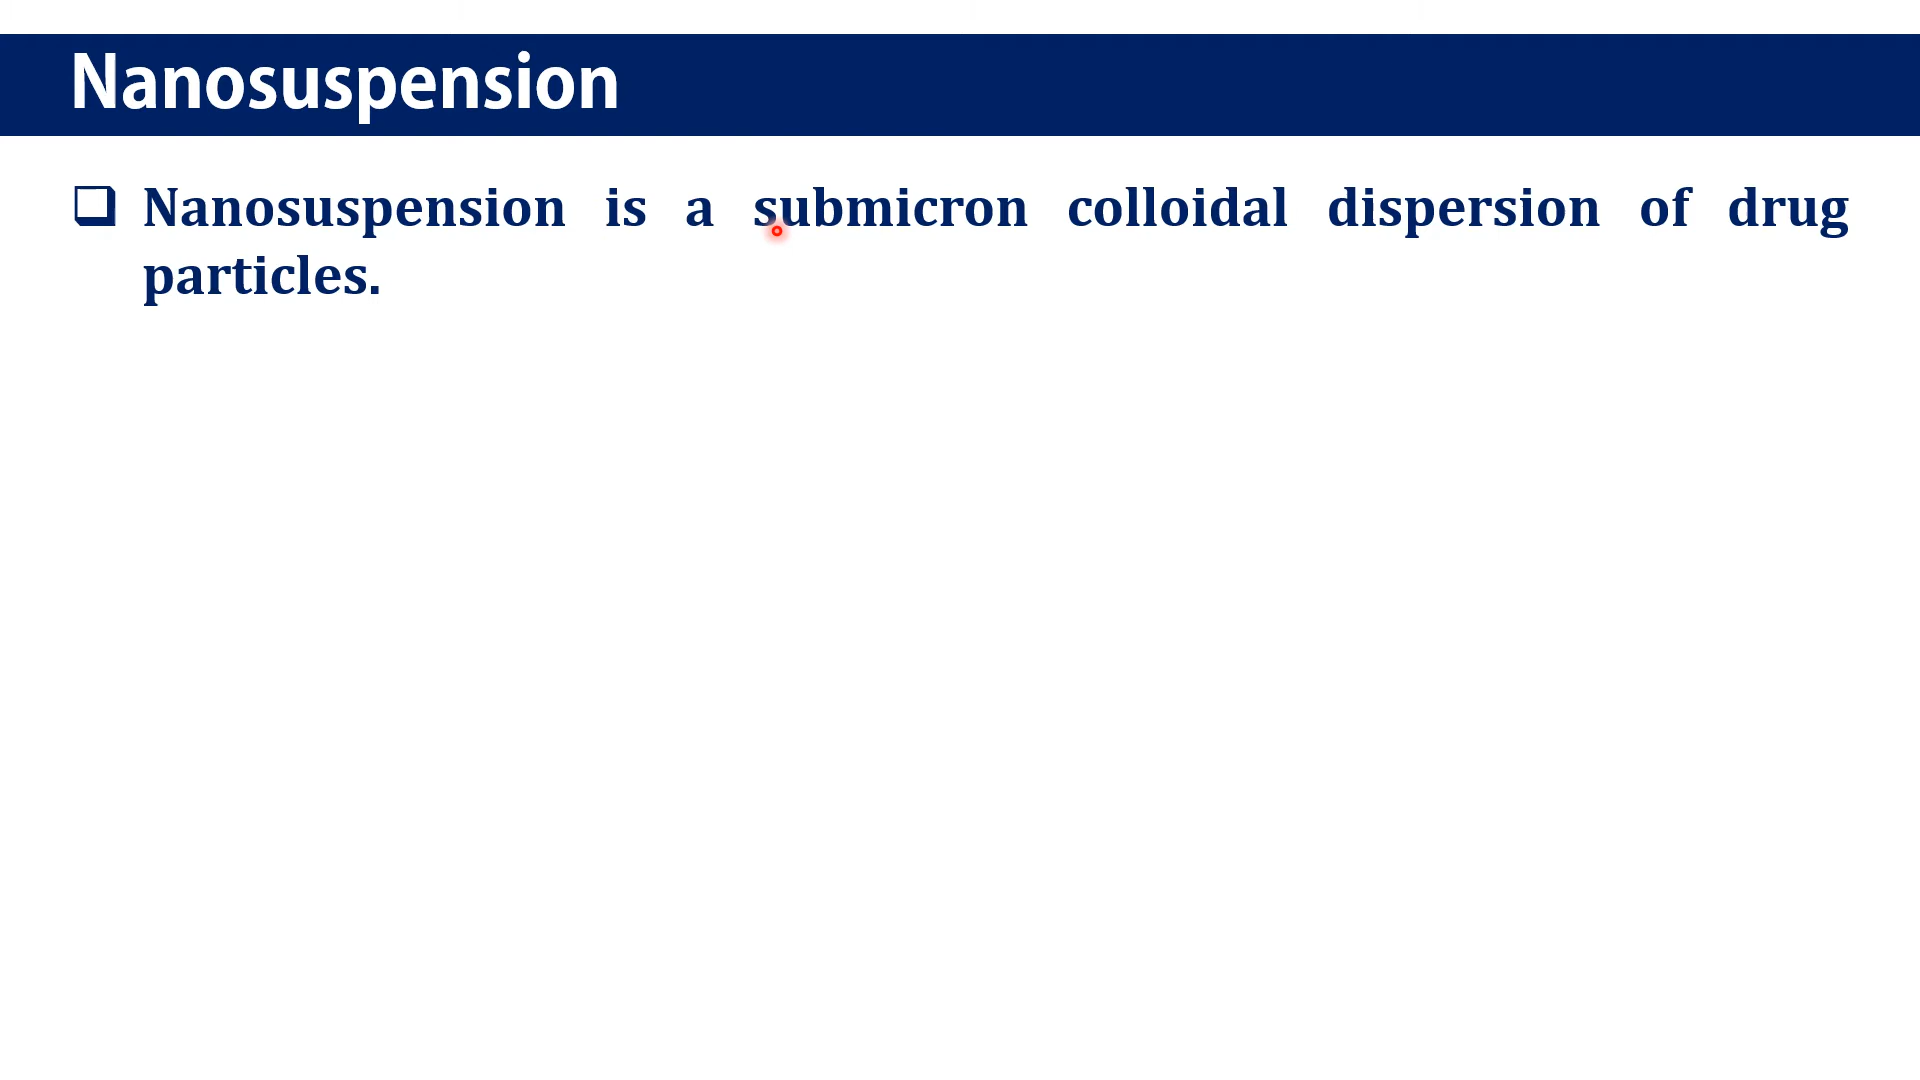 Nanosuspension
❑ Nanosuspension is a submicron colloidal dispersion of drug
particles.